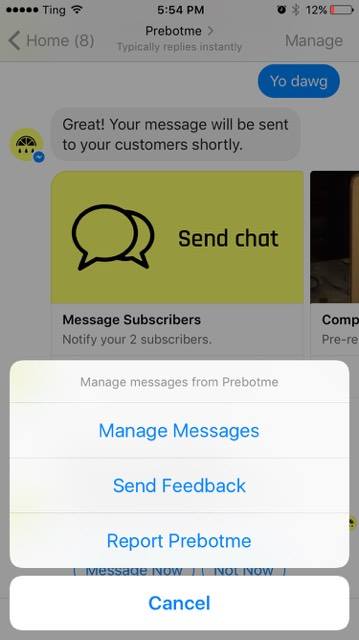 Ting 5:54 PM 12%
Home (8) Prebotme Manage
Typically replies instantly
Yo dawg
Great! Your message will be sent
to your customers shortly.
Send chat
Message Subscribers
Notify your 2 subscribers.
Comp
Pre-re
Manage messages from Prebotme
Manage Messages
Send Feedback
Report Prebotme
Message Now Not Now
Cancel